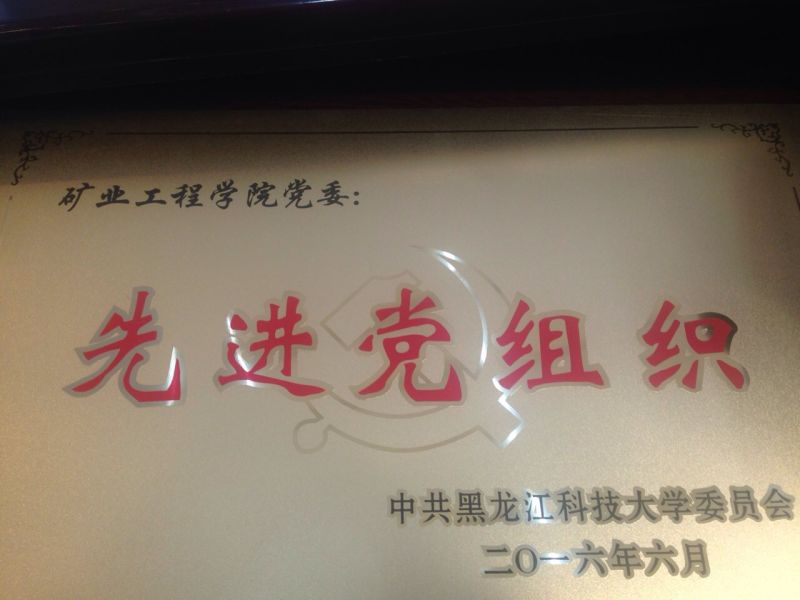 矿业工程学院党委:
先进党组织
中共黑龙江科技大学委员会
二〇一六年六月